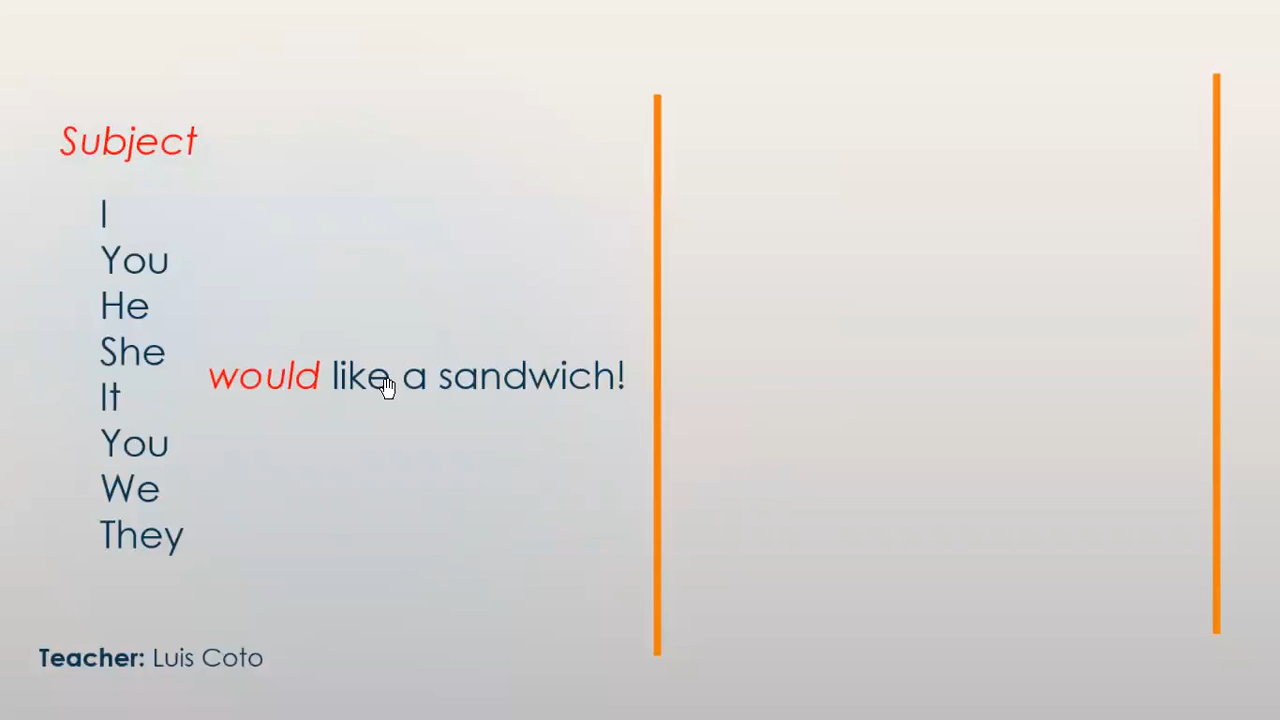 Subject
I
You
He
She
It
would like a sandwich!
You
We
They
Teacher: Luis Coto